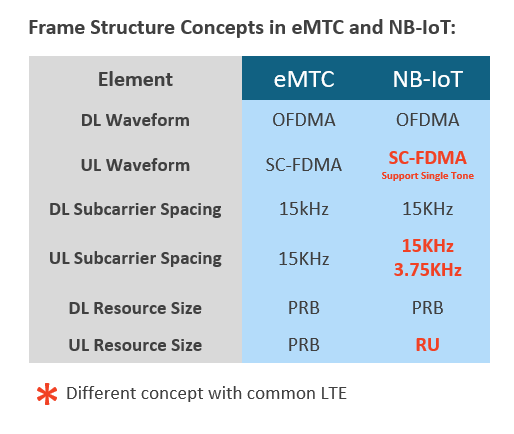 Frame Structure Concepts in eMTC and NB-IoT:
Element eMTC NB-IoT
DL Waveform OFDMA OFDMA
UL Waveform SC-FDMA SC-FDMA
Support Single Tone
DL Subcarrier Spacing 15kHz 15KHz
UL Subcarrier Spacing 15KHz 15KHz
3.75KHz
DL Resource Size PRB PRB
UL Resource Size PRB RU
* Different concept with common LTE